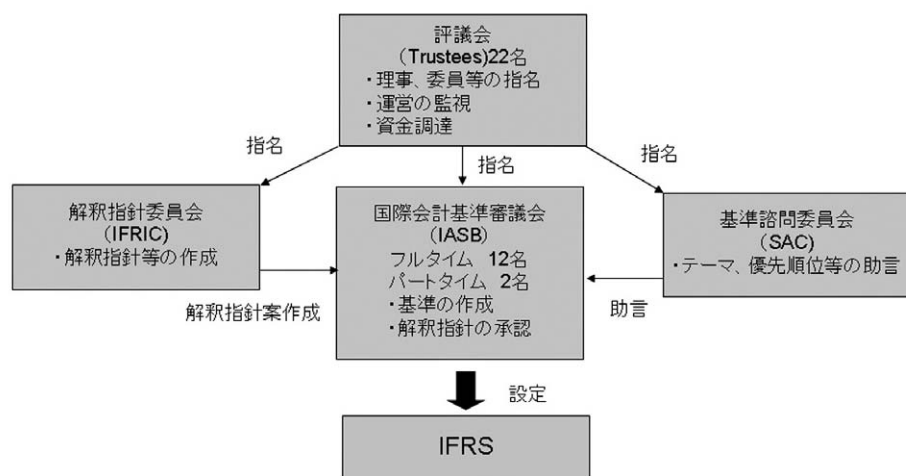 評議会
（Trustees)22名
・理事、委員等の指名
・運営の監視
・資金調達
指名
指名
指名
解釈指針委員会
（IFRIC)
・解釈指針等の作成
国際会計基準審議会
(IASB)
フルタイム　12名
パートタイム　2名
・基準の作成
・解釈指針の承認
基準諮問委員会
(SAC)
・テーマ、優先順位等の助言
解釈指針案作成
助言
設定
IFRS